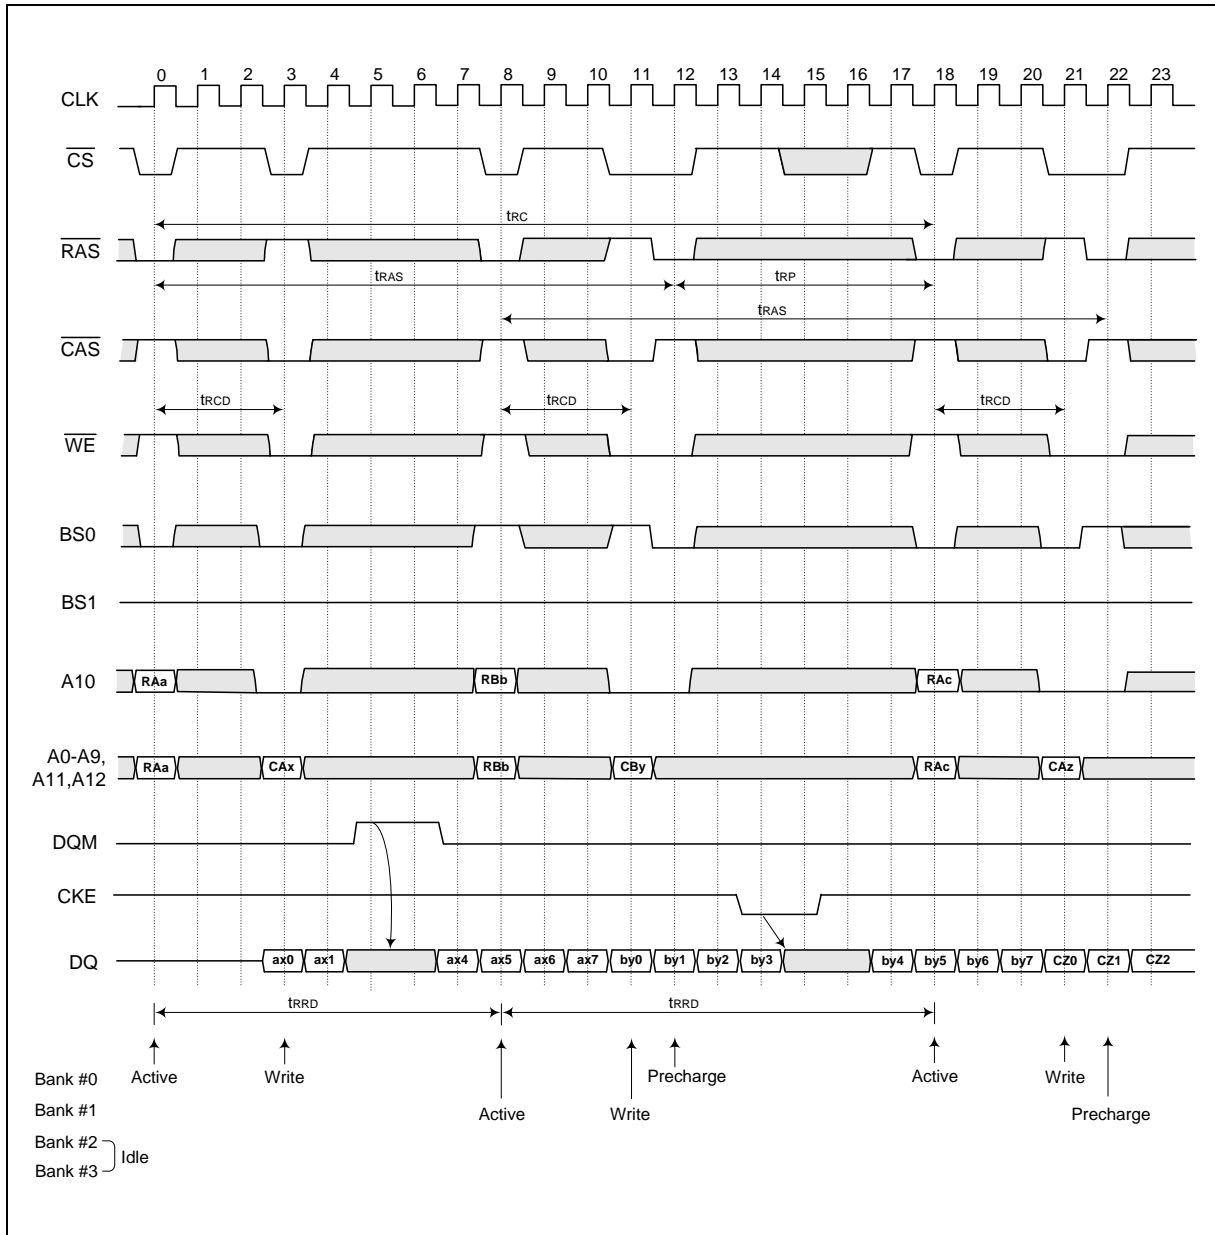 0 1 2 3 4 5 6 7 8 9 10 11 12 13 14 15 16 17 18 19 20 21 22 23
CLK
CS
tRC
RAS
tRAS tRP
tRAS
CAS
tRCD tRCD tRCD
WE
BS0
BS1
A10 RAa RBb RAc
A0-A9,
A11,A12 RAa CAx RBb CBy RAc CAz
DQM
CKE
DQ ax0 ax1 ax4 ax5 ax6 ax7 by0 by1 by2 by3 by4 by5 by6 by7 CZ0 CZ1 CZ2
tRRD tRRD
Bank #0 Active Write Precharge Active Write
Bank #1 Active Write Precharge
Bank #2
Idle
Bank #3